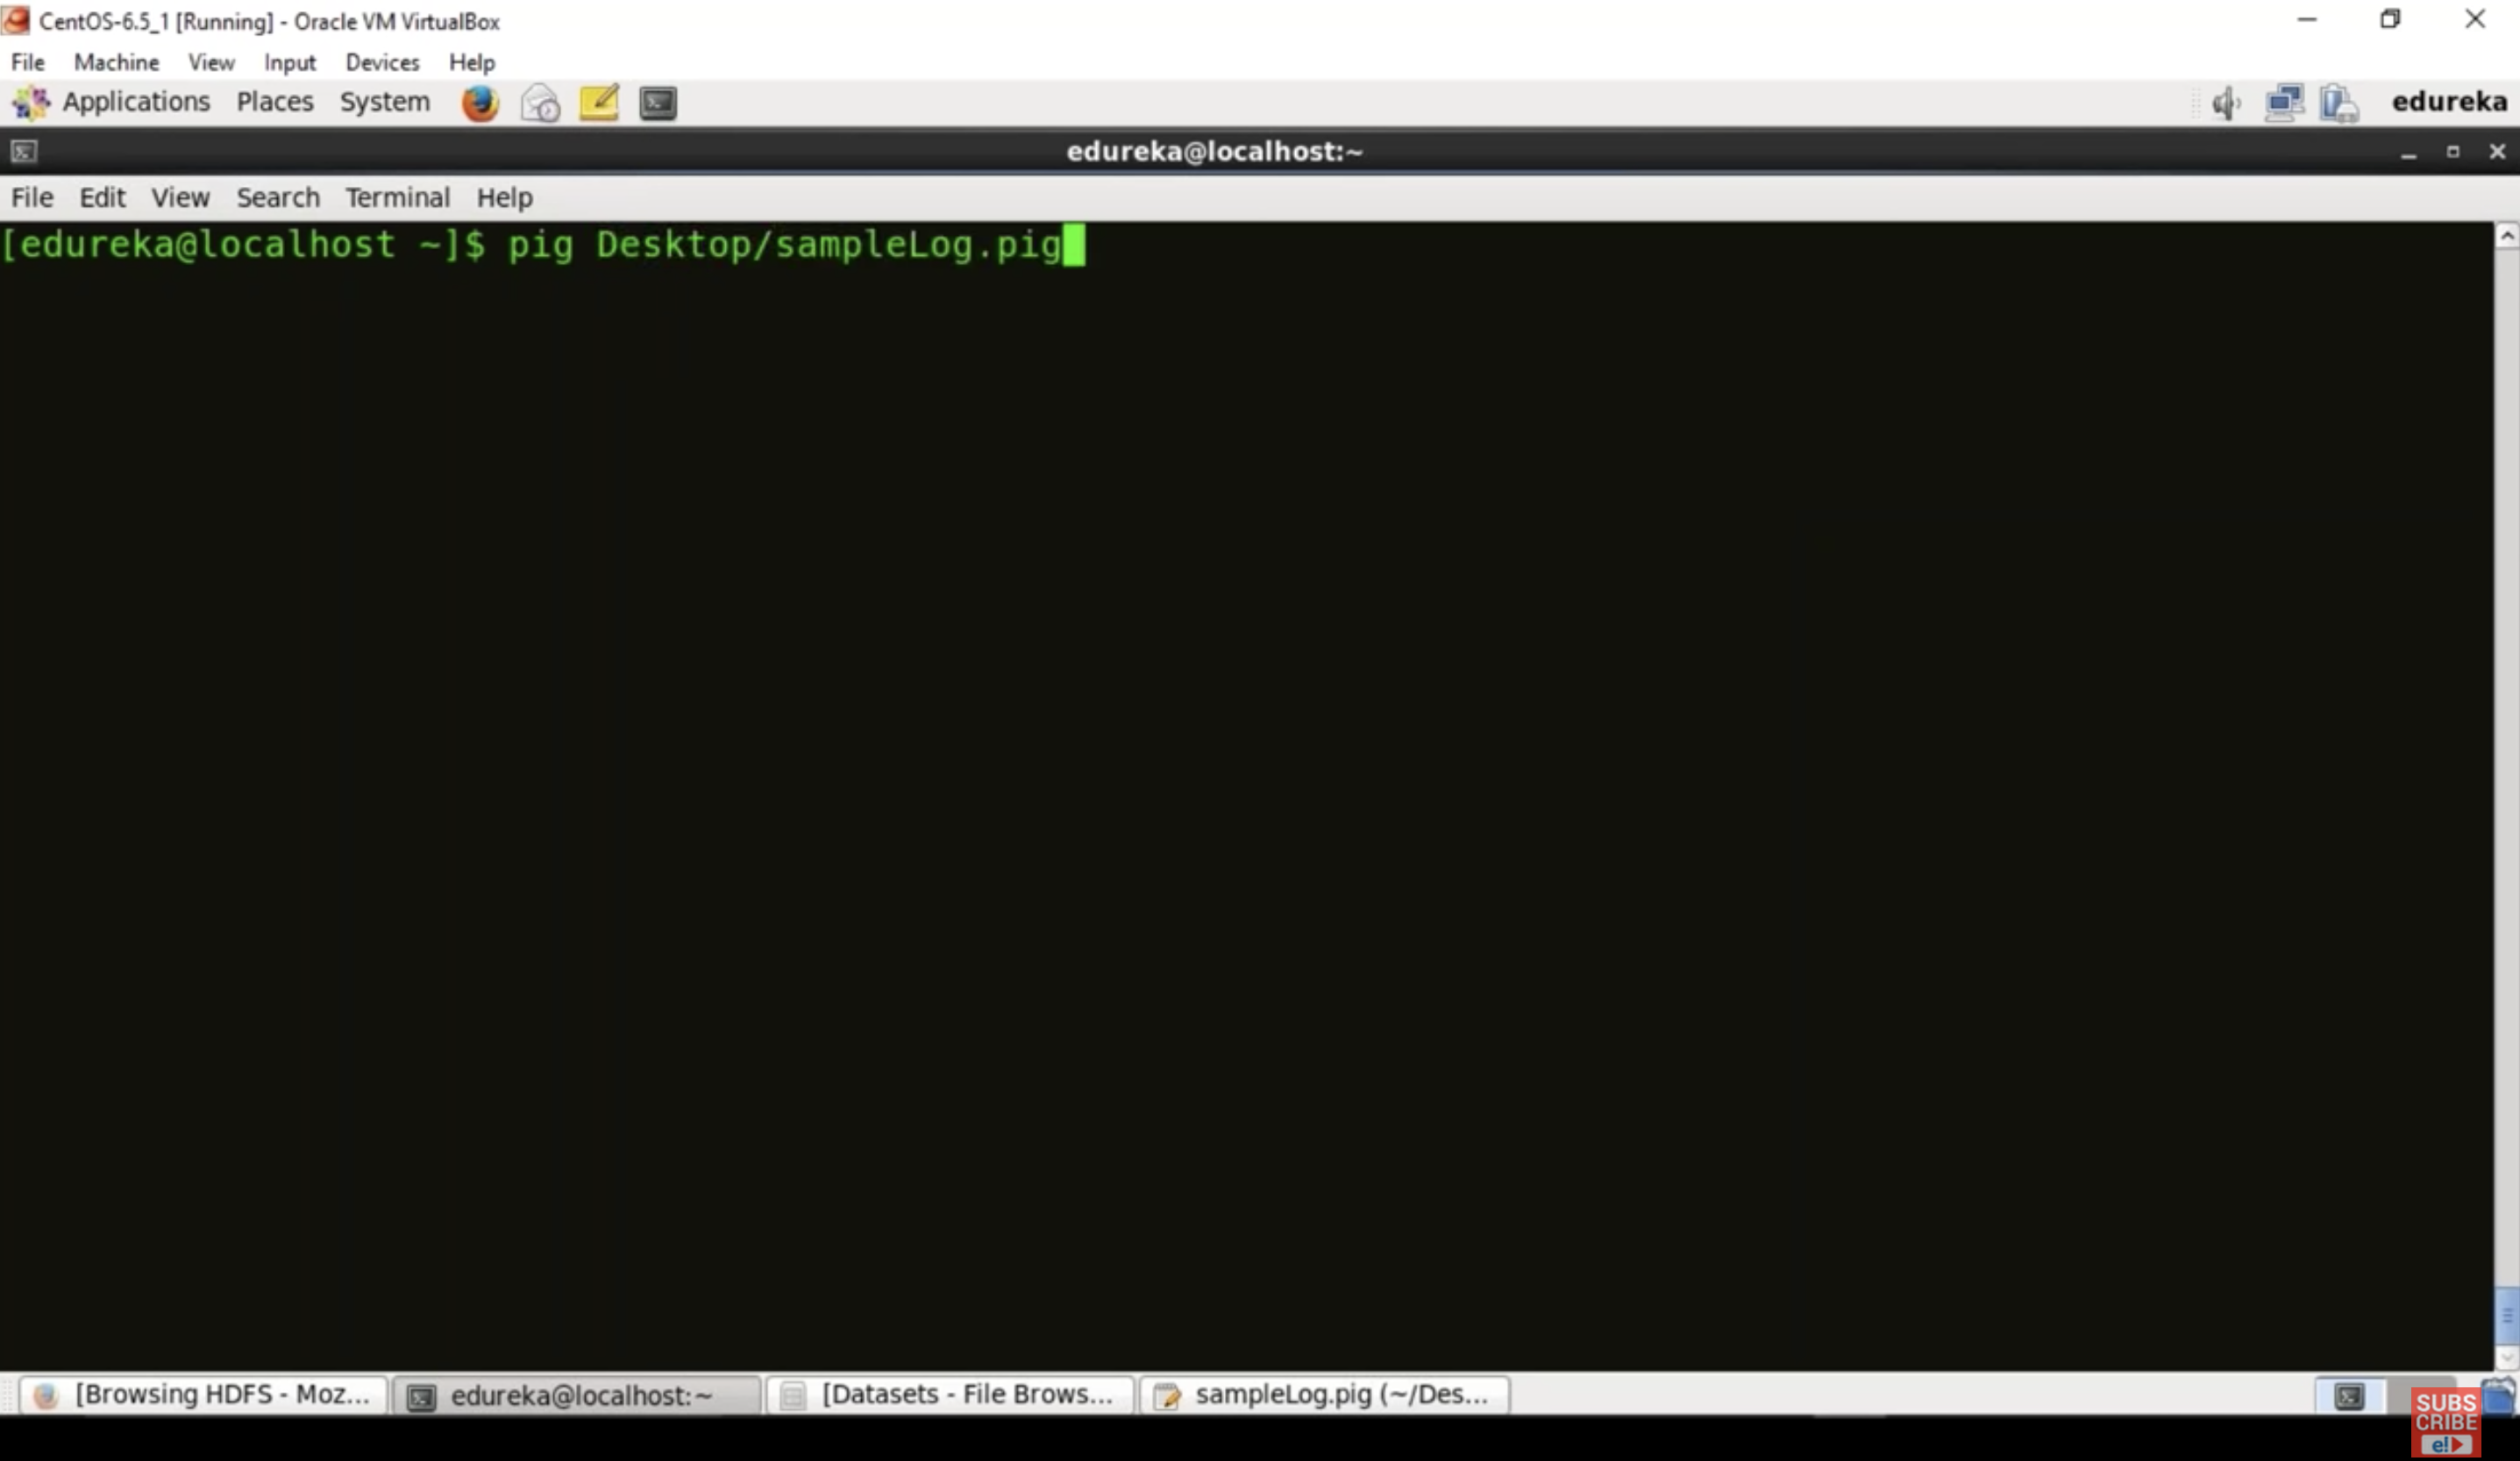 CentOS-6.5_1 [Running] - Oracle VM VirtualBox
File Machine View Input Devices Help
Applications Places System edureka
edureka@localhost:~
File Edit View Search Terminal Help
[edureka@localhost ~]$ pig Desktop/sampleLog.pig
[Browsing HDFS - Moz... edureka@localhost:~ [Datasets - File Brows... sampleLog.pig (~/Des...
SUBS
CRIBE
e!